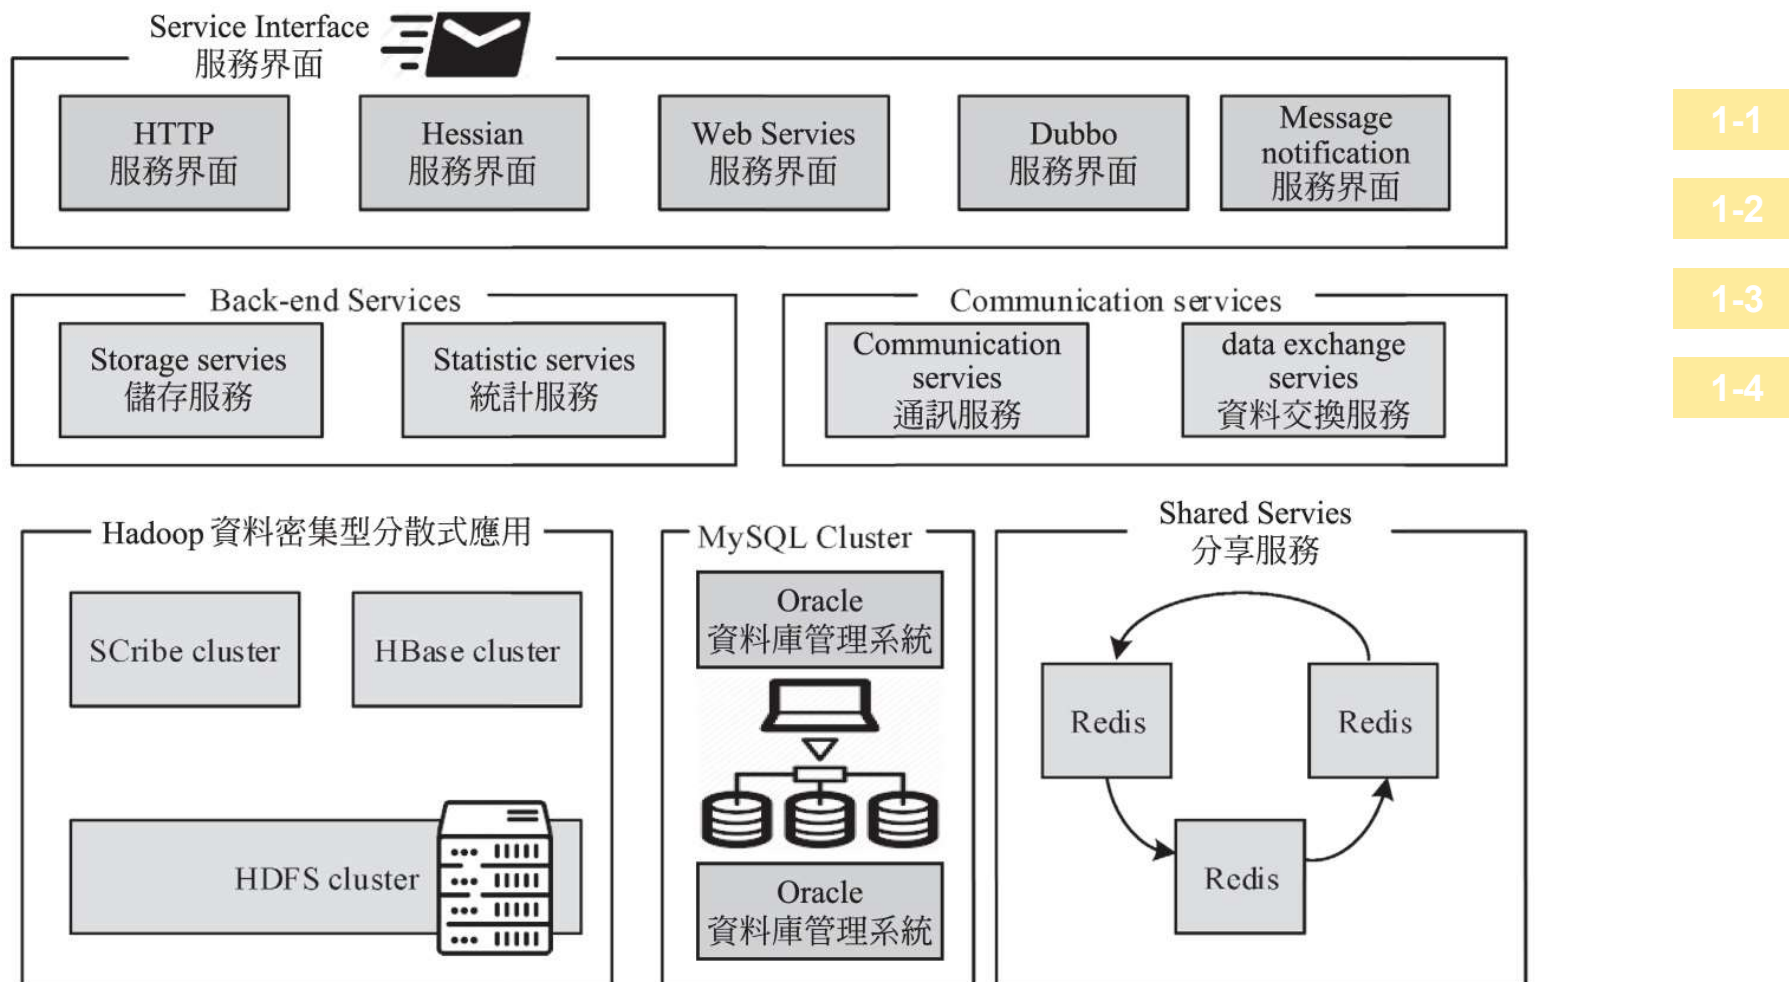 Service Interface
服務界面
HTTP
服務界面
Hessian
服務界面
Web Servies
服務界面
Dubbo
服務界面
Message
notification
服務界面
Back-end Services
Storage servies
儲存服務
Statistic servies
統計服務
Communication services
Communication
servies
通訊服務
data exchange
servies
資料交換服務
Hadoop 資料密集型分散式應用
SCribe cluster
HBase cluster
HDFS cluster
MySQL Cluster
Oracle
資料庫管理系統
Oracle
資料庫管理系統
Shared Servies
分享服務
Redis
Redis
Redis
1-1
1-2
1-3
1-4